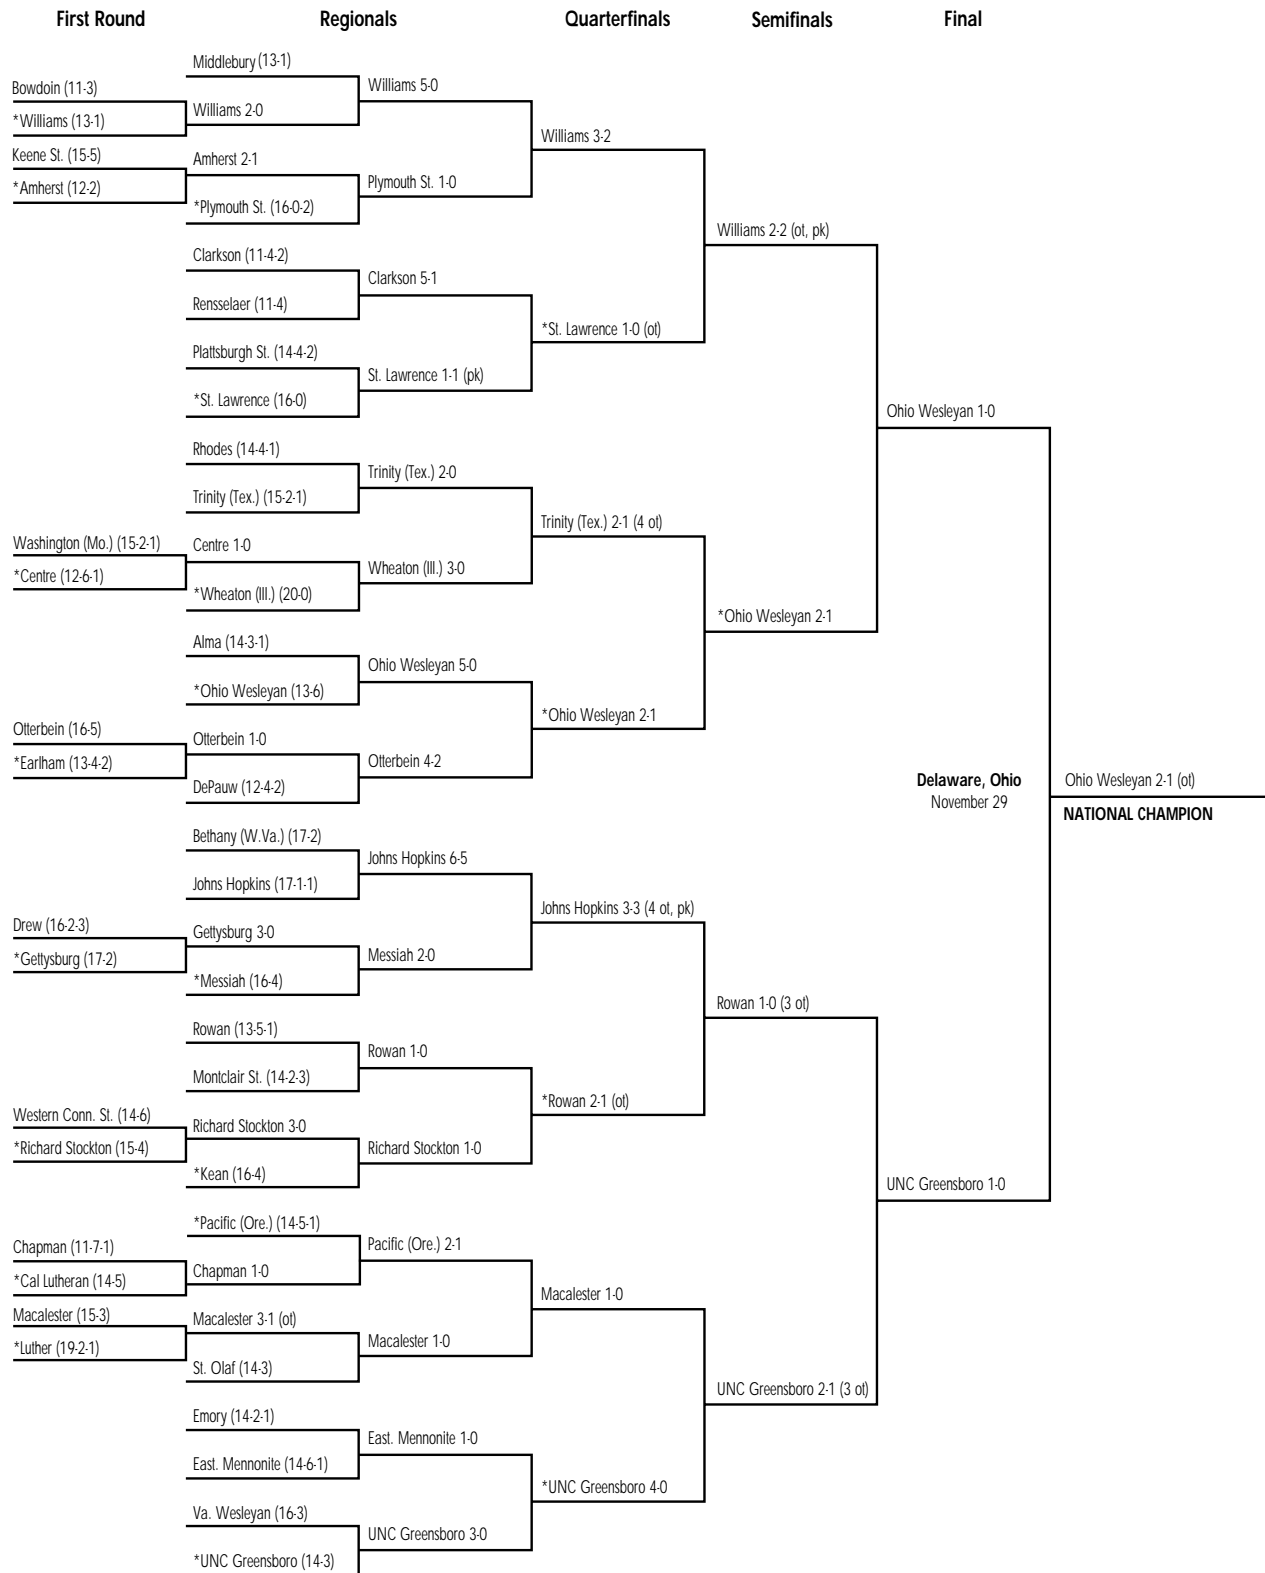 First Round
Regionals
Quarterfinals
Semifinals
Final
Bowdoin (11-3)
*Williams (13-1)
Keene St. (15-5)
*Amherst (12-2)
Washington (Mo.) (15-2-1)
*Centre (12-6-1)
Otterbein (16-5)
*Earlham (13-4-2)
Drew (16-2-3)
*Gettysburg (17-2)
Western Conn. St. (14-6)
*Richard Stockton (15-4)
Chapman (11-7-1)
*Cal Lutheran (14-5)
Macalester (15-3)
*Luther (19-2-1)
Middlebury (13-1)
Williams 2-0
Amherst 2-1
*Plymouth St. (16-0-2)
Clarkson (11-4-2)
Rensselaer (11-4)
Plattsburgh St. (14-4-2)
*St. Lawrence (16-0)
Rhodes (14-4-1)
Trinity (Tex.) (15-2-1)
Centre 1-0
*Wheaton (Ill.) (20-0)
Alma (14-3-1)
*Ohio Wesleyan (13-6)
Otterbein 1-0
DePauw (12-4-2)
Bethany (W.Va.) (17-2)
Johns Hopkins (17-1-1)
Gettysburg 3-0
*Messiah (16-4)
Rowan (13-5-1)
Montclair St. (14-2-3)
Richard Stockton 3-0
*Kean (16-4)
*Pacific (Ore.) (14-5-1)
Chapman 1-0
Macalester 3-1 (ot)
St. Olaf (14-3)
Emory (14-2-1)
East. Mennonite (14-6-1)
Va. Wesleyan (16-3)
*UNC Greensboro (14-3)
Williams 5-0
Plymouth St. 1-0
Clarkson 5-1
St. Lawrence 1-1 (pk)
Trinity (Tex.) 2-0
Wheaton (Ill.) 3-0
Ohio Wesleyan 5-0
Otterbein 4-2
Johns Hopkins 6-5
Messiah 2-0
Rowan 1-0
Richard Stockton 1-0
Pacific (Ore.) 2-1
Macalester 1-0
East. Mennonite 1-0
UNC Greensboro 3-0
Williams 3-2
*St. Lawrence 1-0 (ot)
Trinity (Tex.) 2-1 (4 ot)
*Ohio Wesleyan 2-1
Johns Hopkins 3-3 (4 ot, pk)
*Rowan 2-1 (ot)
Macalester 1-0
*UNC Greensboro 4-0
Williams 2-2 (ot, pk)
*Ohio Wesleyan 2-1
Rowan 1-0 (3 ot)
UNC Greensboro 2-1 (3 ot)
Ohio Wesleyan 1-0
UNC Greensboro 1-0
Delaware, Ohio
November 29
Ohio Wesleyan 2-1 (ot)
NATIONAL CHAMPION